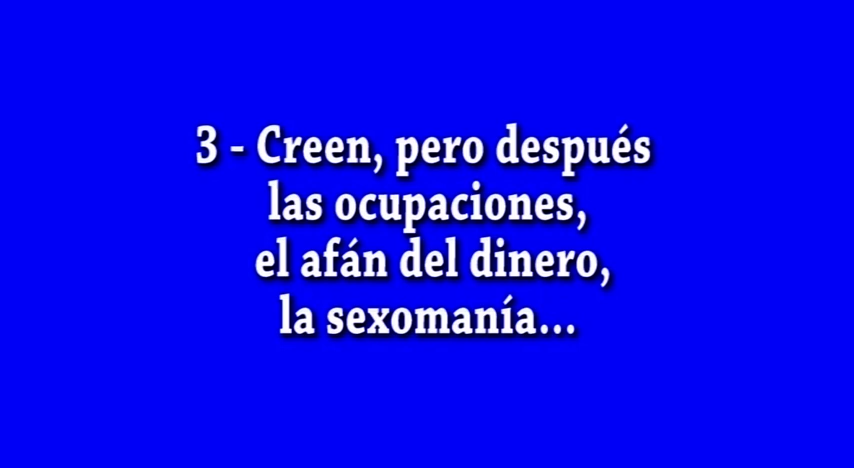 3 - Creen, pero después
las ocupaciones,
el afán del dinero,
la sexomanía...